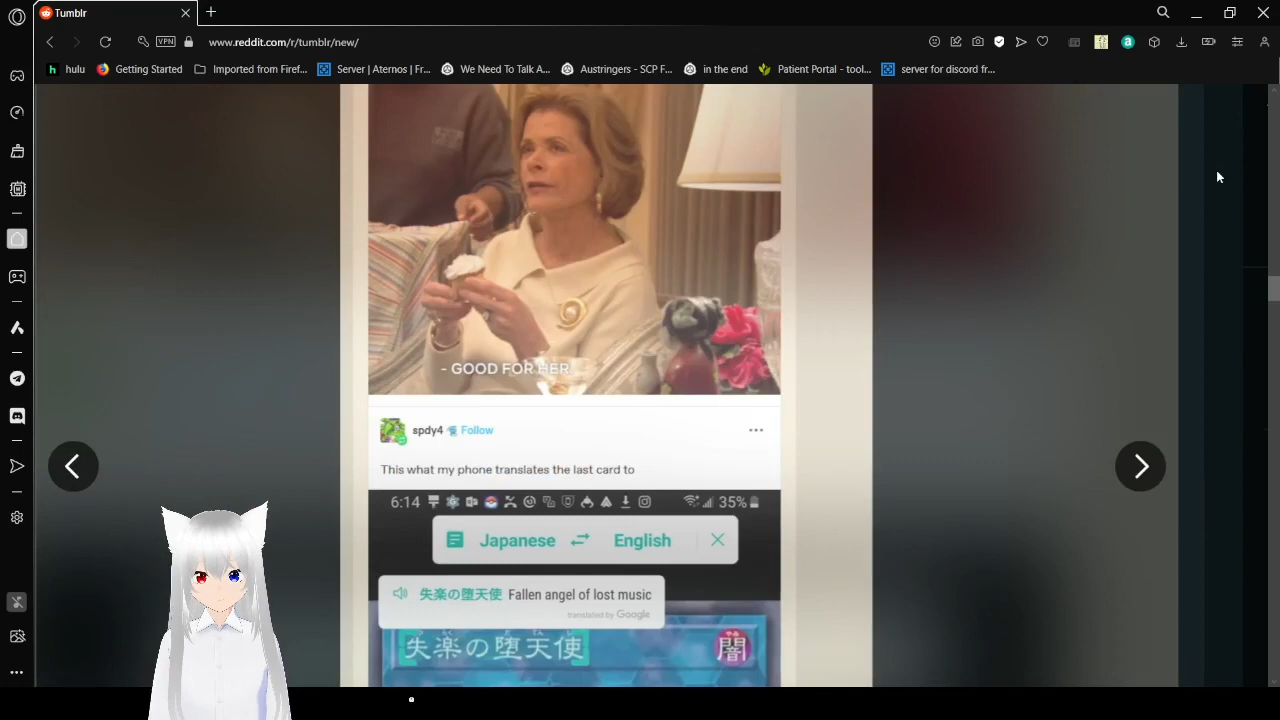 Tumblr
www.reddit.com/r/tumblr/new/
VPN
hulu
Getting Started
Imported from Firef...
Server | Aternos | Fr...
We Need To Talk A...
Austringers - SCP F...
in the end
Patient Portal - tool...
server for discord fr...
- GOOD FOR HER.
spdy4 Follow
This what my phone translates the last card to
6:14 35%
Japanese English
失楽の堕天使 Fallen angel of lost music
translated by Google
失楽の堕天使 闇